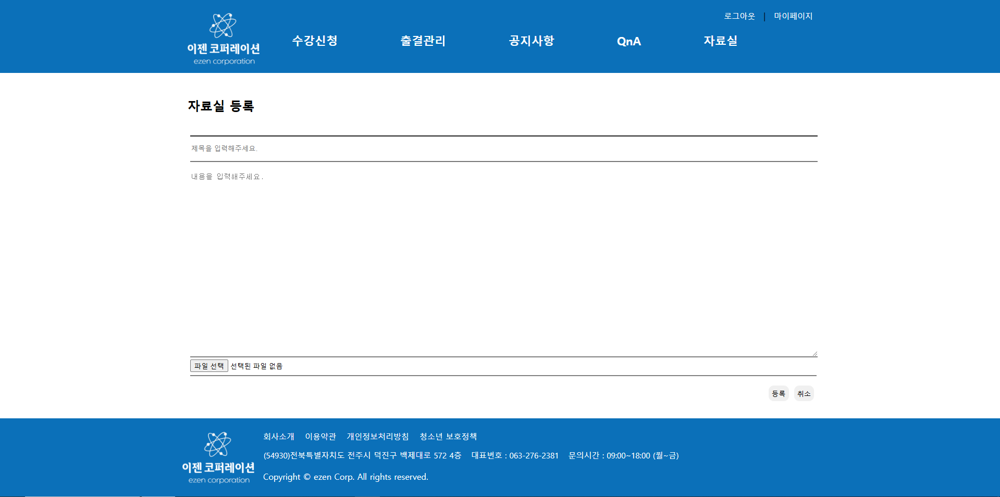 로그아웃 | 마이페이지
이젠 코퍼레이션
ezen corporation
수강신청 출결관리 공지사항 QnA 자료실
자료실 등록
제목을 입력해주세요.
내용을 입력해주세요.
파일 선택 선택된 파일 없음
등록 취소
이젠 코퍼레이션
ezen corporation
회사소개 이용약관 개인정보처리방침 청소년 보호정책
(54930)전북특별자치도 전주시 덕진구 백제대로 572 4층 대표번호 : 063-276-2381 문의시간 : 09:00~18:00 (월~금)
Copyright © ezen Corp. All rights reserved.